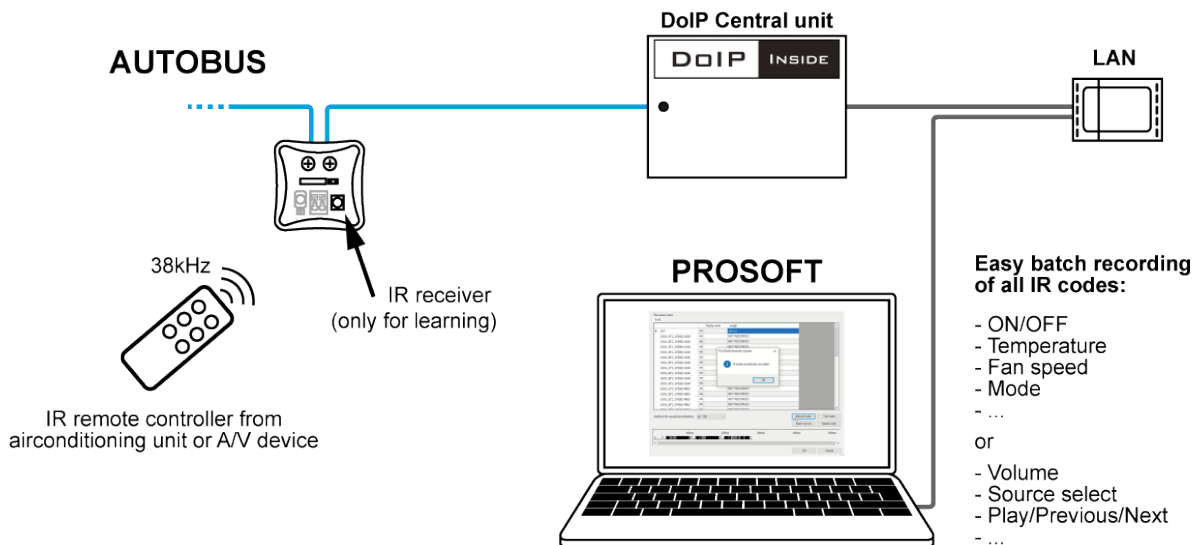 DoIP Central unit
AUTOBUS
DoIP INSIDE
LAN
38kHz
IR receiver
(only for learning)
IR remote controller from
airconditioning unit or A/V device
PROSOFT
Easy batch recording
of all IR codes:
- ON/OFF
- Temperature
- Fan speed
- Mode
- ...
or
- Volume
- Source select
- Play/Previous/Next
- ...